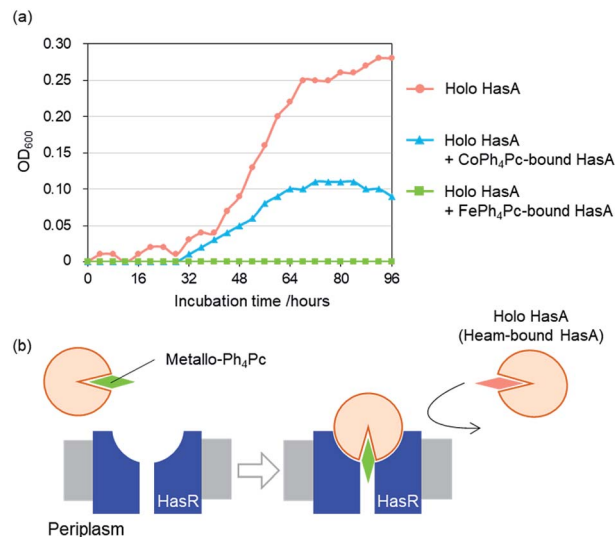 (a)
0.30
0.25
0.20
0.15
0.10
0.05
0
OD600
0 16 32 48 64 80 96
Incubation time /hours
Holo HasA
Holo HasA
+ CoPh4Pc-bound HasA
Holo HasA
+ FePh4Pc-bound HasA
(b)
Metallo-Ph4Pc
Holo HasA
(Heam-bound HasA)
HasR
HasR
Periplasm